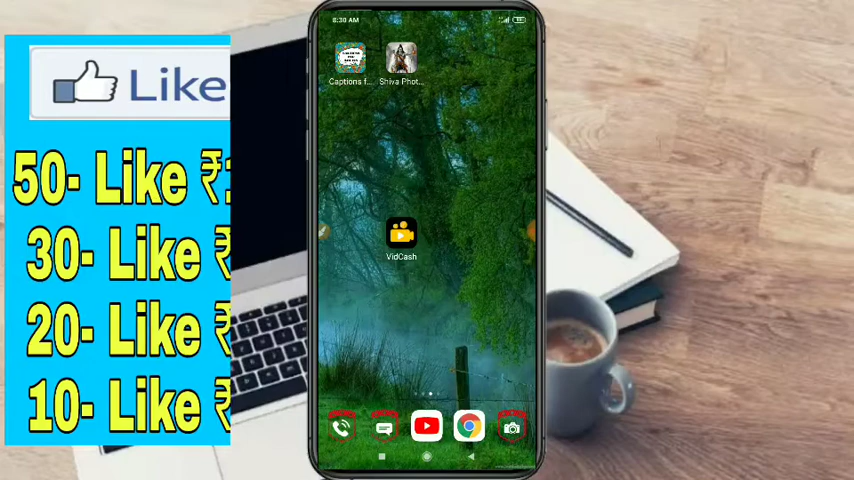 Like
50- Like ₹
30- Like ₹
20- Like ₹
10- Like ₹
8:30 AM
Captions f...
Shiva Phot...
VidCash